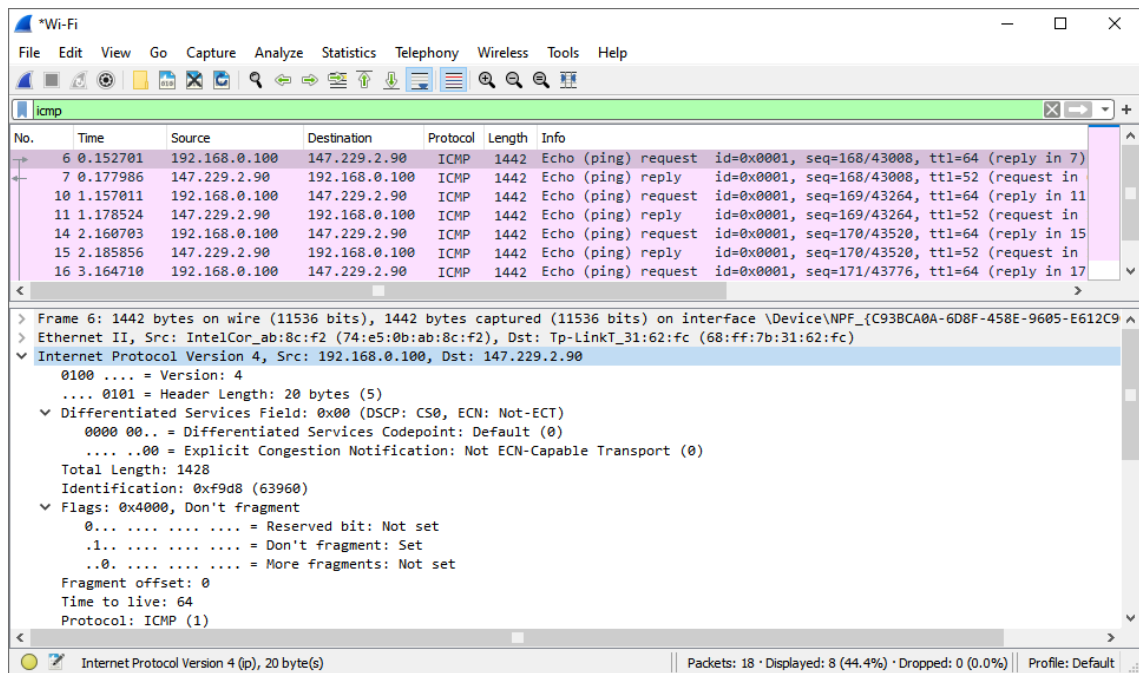 *Wi-Fi
File Edit View Go Capture Analyze Statistics Telephony Wireless Tools Help
icmp
No. Time Source Destination Protocol Length Info
6 0.152701 192.168.0.100 147.229.2.90 ICMP 1442 Echo (ping) request id=0x0001, seq=168/43008, ttl=64 (reply in 7)
7 0.177986 147.229.2.90 192.168.0.100 ICMP 1442 Echo (ping) reply id=0x0001, seq=168/43008, ttl=52 (request in
10 1.157011 192.168.0.100 147.229.2.90 ICMP 1442 Echo (ping) request id=0x0001, seq=169/43264, ttl=64 (reply in 11
11 1.178524 147.229.2.90 192.168.0.100 ICMP 1442 Echo (ping) reply id=0x0001, seq=169/43264, ttl=52 (request in
14 2.160703 192.168.0.100 147.229.2.90 ICMP 1442 Echo (ping) request id=0x0001, seq=170/43520, ttl=64 (reply in 15
15 2.185856 147.229.2.90 192.168.0.100 ICMP 1442 Echo (ping) reply id=0x0001, seq=170/43520, ttl=52 (request in
16 3.164710 192.168.0.100 147.229.2.90 ICMP 1442 Echo (ping) request id=0x0001, seq=171/43776, ttl=64 (reply in 17
Frame 6: 1442 bytes on wire (11536 bits), 1442 bytes captured (11536 bits) on interface \Device\NPF_{C93BCA0A-6D8F-458E-9605-E612C9
Ethernet II, Src: IntelCor_ab:8c:f2 (74:e5:0b:ab:8c:f2), Dst: Tp-LinkT_31:62:fc (68:ff:7b:31:62:fc)
Internet Protocol Version 4, Src: 192.168.0.100, Dst: 147.229.2.90
0100 .... = Version: 4
.... 0101 = Header Length: 20 bytes (5)
Differentiated Services Field: 0x00 (DSCP: CS0, ECN: Not-ECT)
0000 00.. = Differentiated Services Codepoint: Default (0)
.... ..00 = Explicit Congestion Notification: Not ECN-Capable Transport (0)
Total Length: 1428
Identification: 0xf9d8 (63960)
Flags: 0x4000, Don't fragment
0... .... .... .... = Reserved bit: Not set
.1.. .... .... .... = Don't fragment: Set
..0. .... .... .... = More fragments: Not set
Fragment offset: 0
Time to live: 64
Protocol: ICMP (1)
Internet Protocol Version 4 (ip), 20 byte(s) Packets: 18 · Displayed: 8 (44.4%) · Dropped: 0 (0.0%) Profile: Default